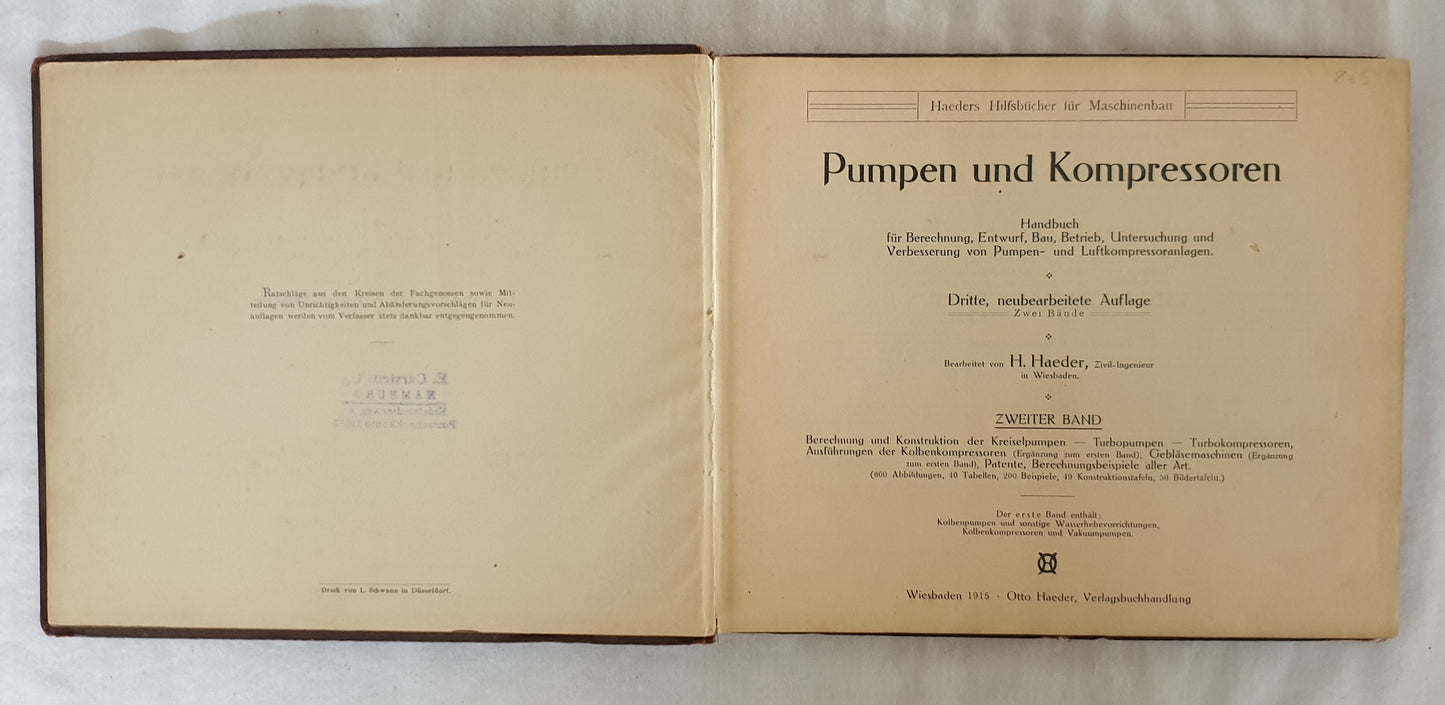 Ratschläge aus den Kreisen der Fachgenossen sowie Mit-
teilung von Unrichtigkeiten und Abänderungsvorschlägen für Neu-
auflagen werden vom Verfasser stets dankbar entgegengenommen.
HAMBURG
Druck von L. Schwann in Düsseldorf.
Haeders Hilfsbücher für Maschinenbau
Pumpen und Kompressoren
Handbuch
für Berechnung, Entwurf, Bau, Betrieb, Untersuchung und
Verbesserung von Pumpen- und Luftkompressoranlagen.
Dritte, neubearbeitete Auflage
Zwei Bände
Bearbeitet von H. Haeder, Zivil-Ingenieur
in Wiesbaden.
ZWEITER BAND
Berechnung und Konstruktion der Kreiselpumpen — Turbopumpen — Turbokompressoren,
Ausführungen der Kolbenkompressoren (Ergänzung zum ersten Band), Gebläsemaschinen (Ergänzung
zum ersten Band), Patente, Berechnungsbeispiele aller Art.
(600 Abbildungen, 40 Tabellen, 200 Beispiele, 49 Konstruktionstafeln, 50 Bildertafeln.)
Der erste Band enthält:
Kolbenpumpen und sonstige Wasserhebevorrichtungen,
Kolbenkompressoren und Vakuumpumpen.
Wiesbaden 1915 · Otto Haeder, Verlagsbuchhandlung